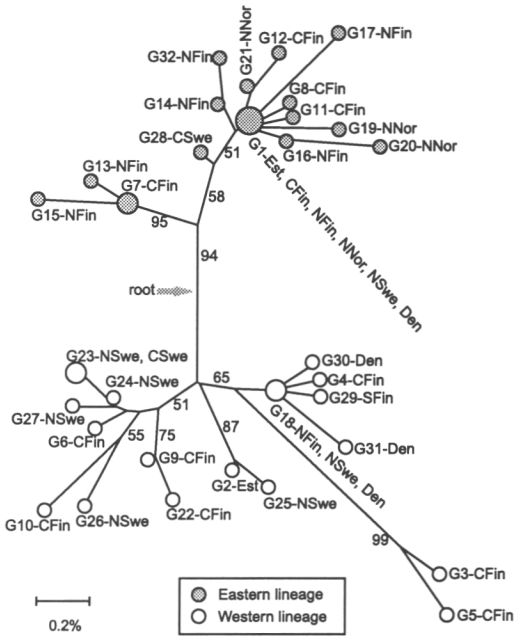 G21-NNor
G12-CFin
G17-NFin
G32-NFin
G8-CFin
G14-NFin
G11-CFin
G19-NNor
G28-CSwe
51
G16-NFin
G20-NNor
G1-Est, CFin, NFin, NNor, NSwe, Den
G13-NFin
G7-CFin
58
G15-NFin
95
94
root
G23-NSwe, CSwe
G30-Den
G24-NSwe
65
G4-CFin
G29-SFin
G27-NSwe
51
G18-NFin, NSwe, Den
G6-CFin
55
75
87
G31-Den
G9-CFin
G2-Est
G25-NSwe
G10-CFin
G26-NSwe
G22-CFin
99
G3-CFin
G5-CFin
0.2%
Eastern lineage
Western lineage